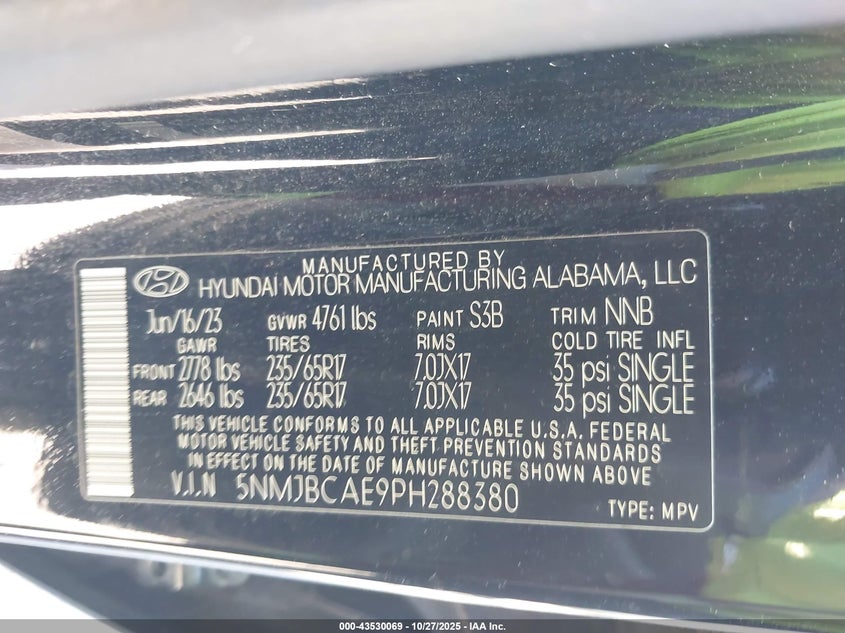 MANUFACTURED BY
HYUNDAI MOTOR MANUFACTURING ALABAMA, LLC
Jun/16/23 GVWR 4761 lbs PAINT S3B TRIM NNB
GAWR TIRES RIMS COLD TIRE INFL
FRONT 2778 lbs 235/65R17 7.0JX17 35 psi SINGLE
REAR 2646 lbs 235/65R17 7.0JX17 35 psi SINGLE
THIS VEHICLE CONFORMS TO ALL APPLICABLE U.S.A. FEDERAL
MOTOR VEHICLE SAFETY AND THEFT PREVENTION STANDARDS
IN EFFECT ON THE DATE OF MANUFACTURE SHOWN ABOVE
V.I.N 5NMJBCAE9PH288380
TYPE: MPV
000-43530069 - 10/27/2025 - IAA Inc.